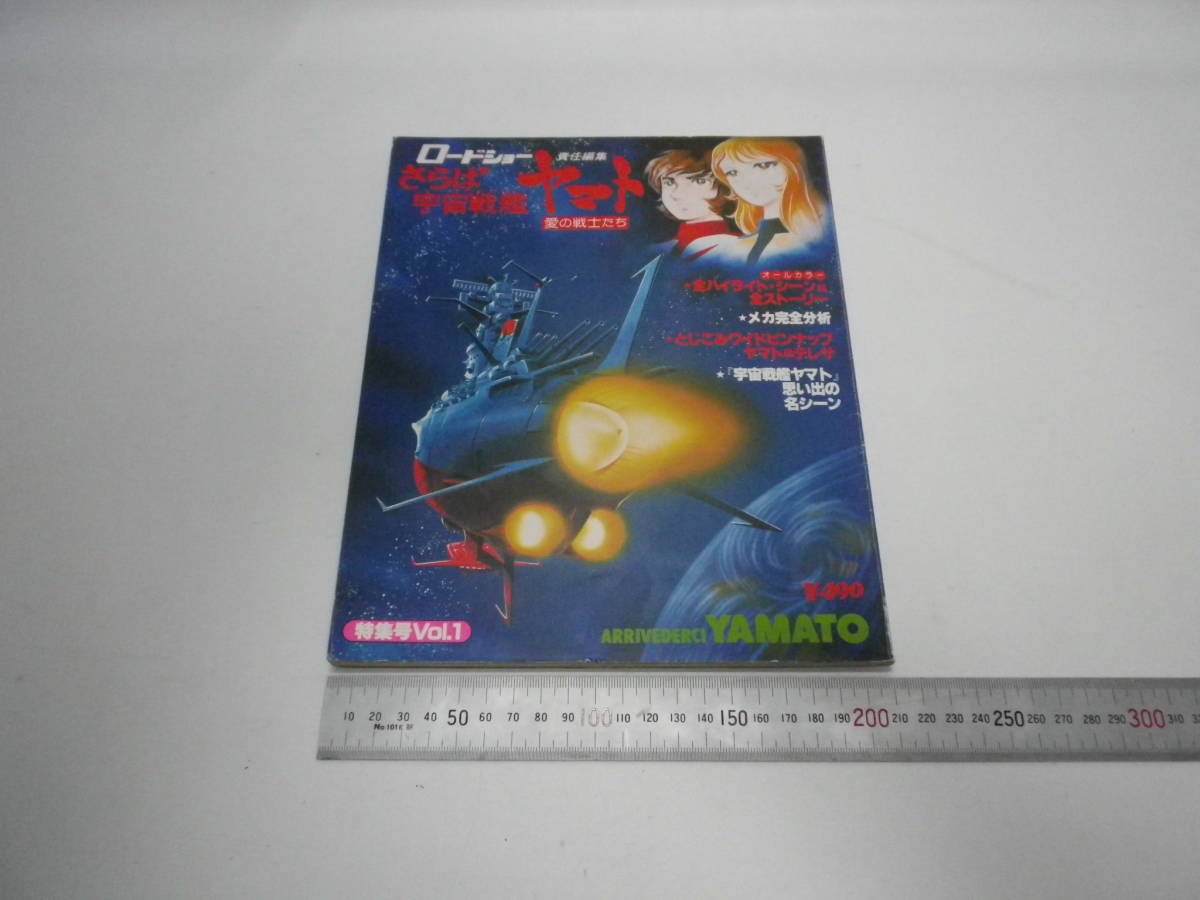 ロードショー 責任編集
さらば
宇宙戦艦
ヤマト
愛の戦士たち
オールカラー
★全ハイライト・シーン&
全ストーリー
★メカ完全分析
★とじこみワイドピンナップ
ヤマト&テレサ
★『宇宙戦艦ヤマト』
思い出の
名シーン
¥490
特集号Vol.1
ARRIVEDERCI YAMATO
10 20 30 40 50 60 70 80 90 100 110 120 130 140 150 160 170 180 190 200 210 220 230 240 250 260 270 280 290 300 310